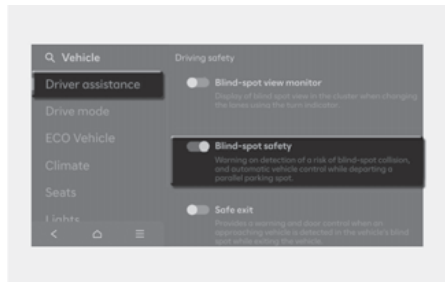 Vehicle
Driving safety
Driver assistance
Blind-spot view monitor
Display of blind spot view in the cluster when changing
the lanes using the turn indicator.
Drive mode
ECO Vehicle
Blind-spot safety
Warning on detection of a risk of blind-spot collision,
and automatic vehicle control while departing a
parallel parking spot.
Climate
Seats
Safe exit
Lights
Provides a warning and door control when an
approaching vehicle is detected in the vehicle's blind
spot while exiting the vehicle.